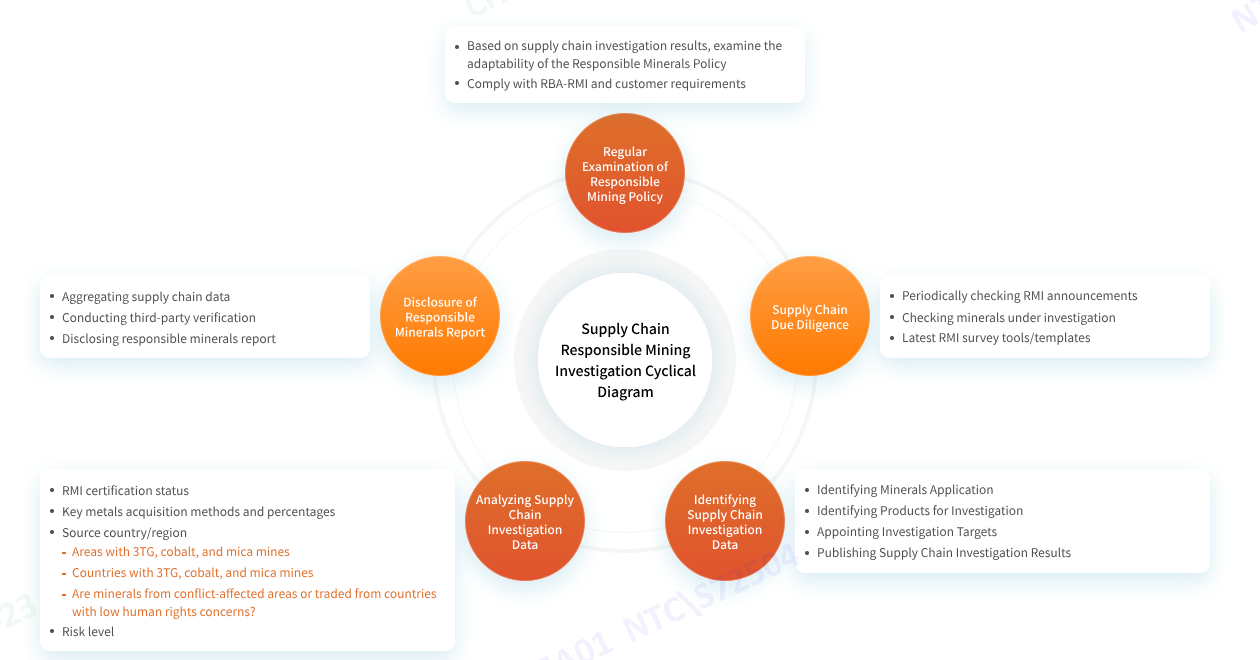 Based on supply chain investigation results, examine the
adaptability of the Responsible Minerals Policy
Comply with RBA-RMI and customer requirements
Regular
Examination of
Responsible
Mining Policy
Supply Chain
Due Diligence
Periodically checking RMI announcements
Checking minerals under investigation
Latest RMI survey tools/templates
Identifying
Supply Chain
Investigation
Data
Identifying Minerals Application
Identifying Products for Investigation
Appointing Investigation Targets
Publishing Supply Chain Investigation Results
Analyzing Supply
Chain
Investigation
Data
RMI certification status
Key metals acquisition methods and percentages
Source country/region
- Areas with 3TG, cobalt, and mica mines
- Countries with 3TG, cobalt, and mica mines
- Are minerals from conflict-affected areas or traded from countries
with low human rights concerns?
Risk level
Disclosure of
Responsible
Minerals Report
Aggregating supply chain data
Conducting third-party verification
Disclosing responsible minerals report
Supply Chain
Responsible Mining
Investigation Cyclical
Diagram
NTC\S72504